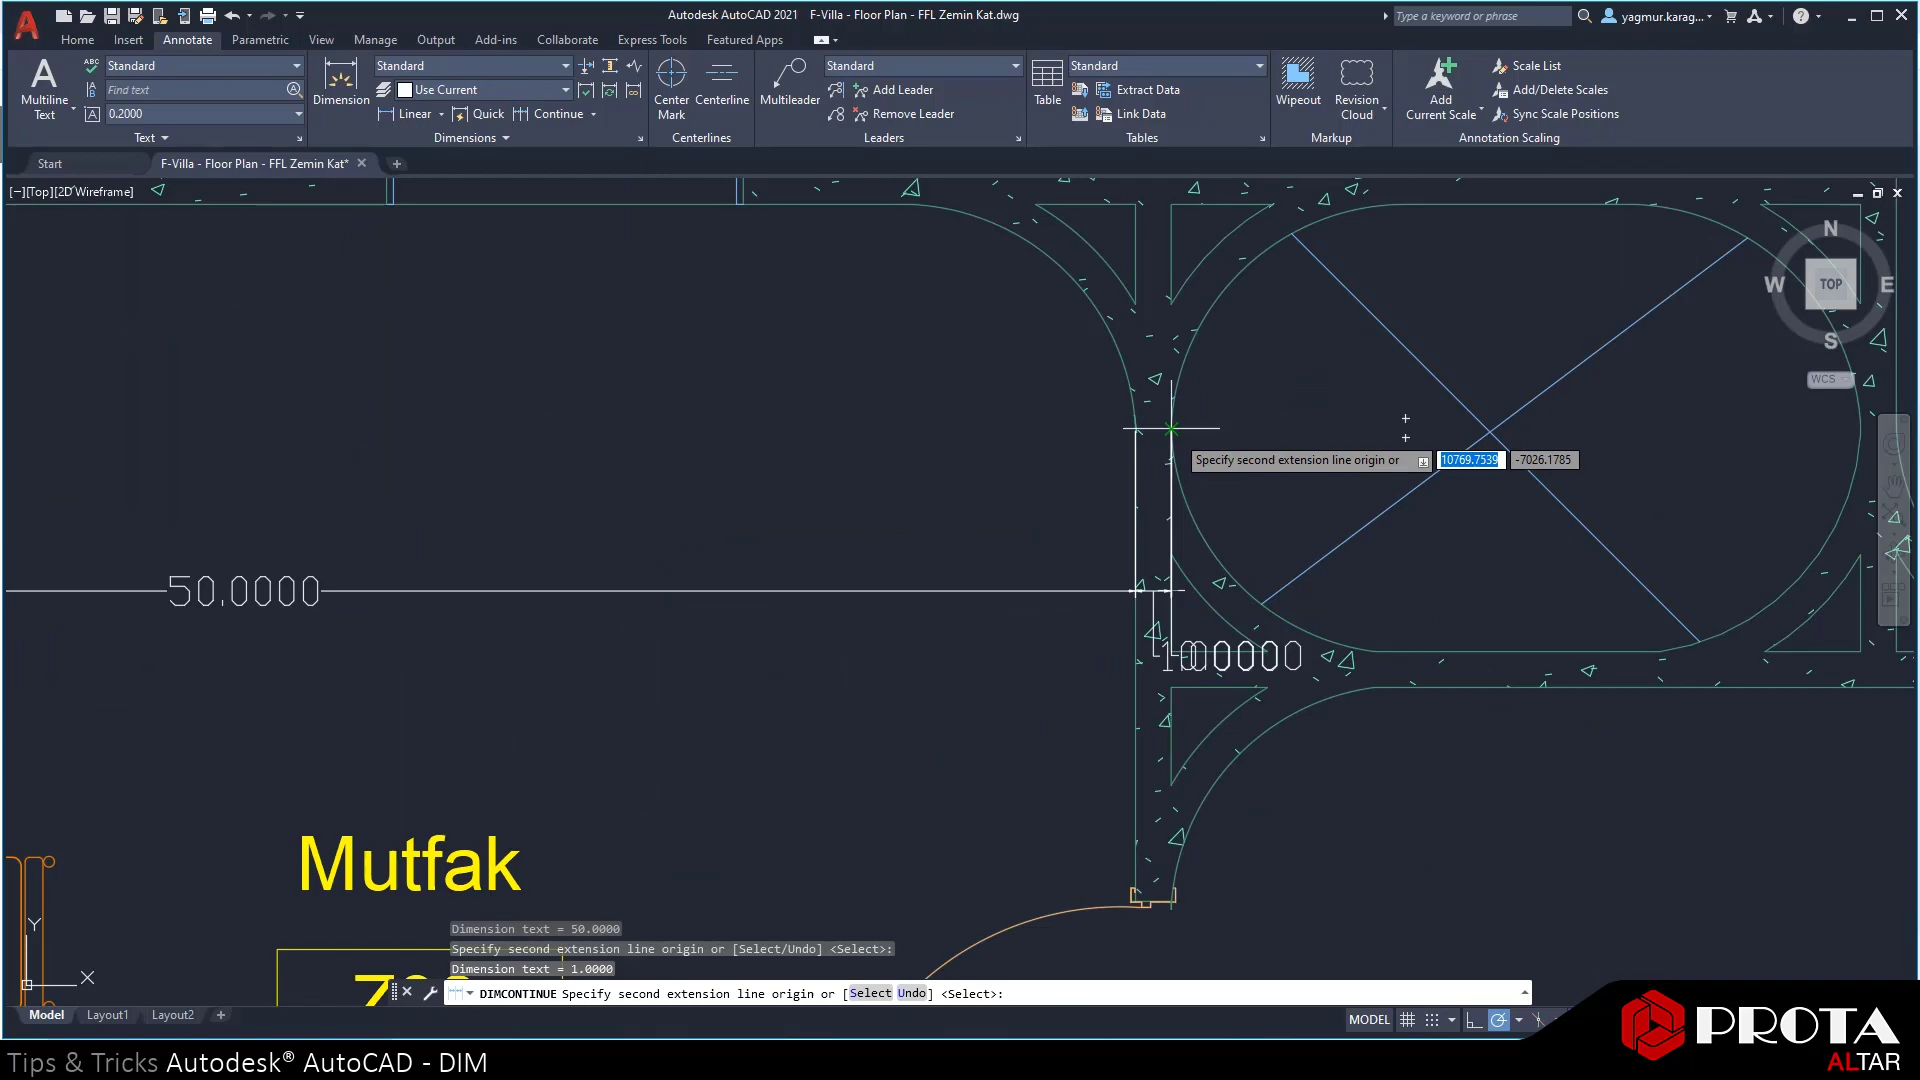 Autodesk AutoCAD 2021 F-Villa - Floor Plan - FFL Zemin Kat.dwg
Type a keyword or phrase
yagmur.karag...
Home Insert Annotate Parametric View Manage Output Add-ins Collaborate Express Tools Featured Apps
Multiline Text
ABC
Standard
Find text
0.2000
Text
Dimension
Standard
Use Current
Linear Quick Continue
Dimensions
Center Mark
Centerline
Centerlines
Multileader
Standard
Add Leader
Remove Leader
Leaders
Table
Standard
Extract Data
Link Data
Tables
Wipeout
Revision Cloud
Markup
Add Current Scale
Scale List
Add/Delete Scales
Sync Scale Positions
Annotation Scaling
Start
F-Villa - Floor Plan - FFL Zemin Kat*
[−][Top][2D Wireframe]
N
W TOP E
S
WCS
Specify second extension line origin or 10769.7539 -7026.1785
50.0000
Mutfak
Y
X
Dimension text = 50.0000
Specify second extension line origin or [Select/Undo] <Select>:
Dimension text = 1.0000
DIMCONTINUE Specify second extension line origin or [Select Undo] <Select>:
Model Layout1 Layout2
MODEL
PROTA
ALTAR
Tips & Tricks Autodesk® AutoCAD - DIM